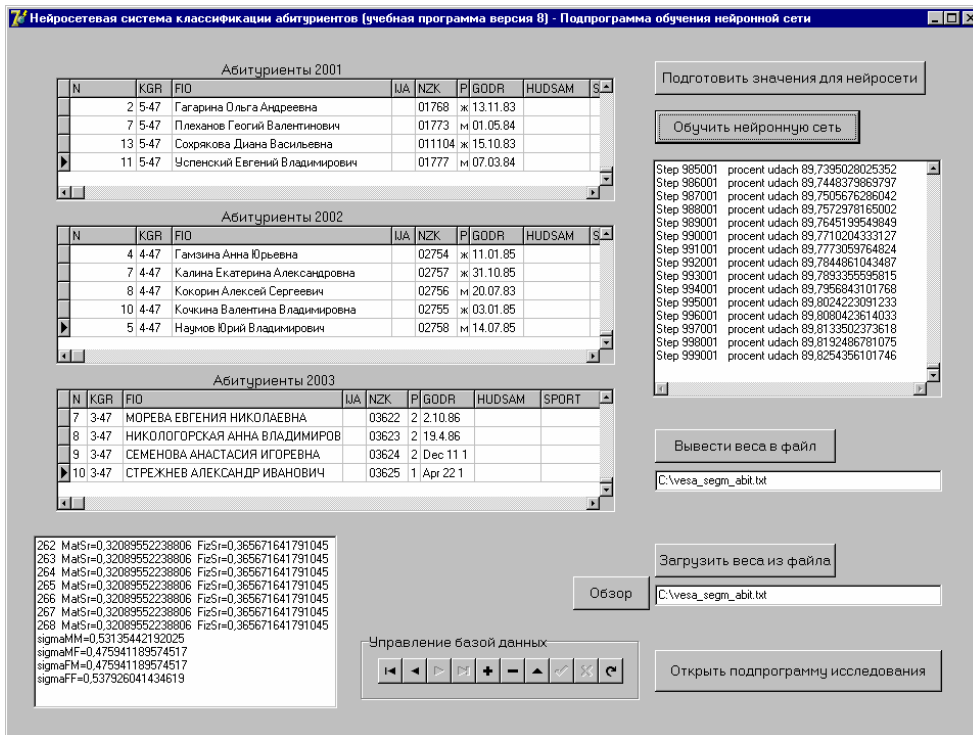 Нейросетевая система классификации абитуриентов (учебная программа версия 8) - Подпрограмма обучения нейронной сети
Абитуриенты 2001
N KGR FIO IJA NZK P GODR HUDSAM S
2 5-47 Гагарина Ольга Андреевна 01768 ж 13.11.83
7 5-47 Плеханов Геогий Валентинович 01773 м 01.05.84
13 5-47 Сохрякова Диана Васильевна 011104 ж 15.10.83
11 5-47 Успенский Евгений Владимирович 01777 м 07.03.84
Абитуриенты 2002
N KGR FIO IJA NZK P GODR HUDSAM S
4 4-47 Гамзина Анна Юрьевна 02754 ж 11.01.85
7 4-47 Калина Екатерина Александровна 02757 ж 31.10.85
8 4-47 Кокорин Алексей Сергеевич 02756 м 20.07.83
10 4-47 Кочкина Валентина Владимировна 02755 ж 03.01.85
5 4-47 Наумов Юрий Владимирович 02758 м 14.07.85
Абитуриенты 2003
N KGR FIO IJA NZK P GODR HUDSAM SPORT
7 3-47 МОРЕВА ЕВГЕНИЯ НИКОЛАЕВНА 03622 2 2.10.86
8 3-47 НИКОЛОГОРСКАЯ АННА ВЛАДИМИРОВ 03623 2 19.4.86
9 3-47 СЕМЕНОВА АНАСТАСИЯ ИГОРЕВНА 03624 2 Dec 11 1
10 3-47 СТРЕЖНЕВ АЛЕКСАНДР ИВАНОВИЧ 03625 1 Apr 22 1
262 MatSr=0,32089552238806 FizSr=0,365671641791045
263 MatSr=0,32089552238806 FizSr=0,365671641791045
264 MatSr=0,32089552238806 FizSr=0,365671641791045
265 MatSr=0,32089552238806 FizSr=0,365671641791045
266 MatSr=0,32089552238806 FizSr=0,365671641791045
267 MatSr=0,32089552238806 FizSr=0,365671641791045
268 MatSr=0,32089552238806 FizSr=0,365671641791045
sigmaMM=0,53135442192025
sigmaMF=0,475941189574517
sigmaFM=0,475941189574517
sigmaFF=0,537926041434619
Управление базой данных
Подготовить значения для нейросети
Обучить нейронную сеть
Step 985001 procent udach 89,7395028025352
Step 986001 procent udach 89,7448379869797
Step 987001 procent udach 89,7505676286042
Step 988001 procent udach 89,7572978165002
Step 989001 procent udach 89,7645199549849
Step 990001 procent udach 89,7710204333127
Step 991001 procent udach 89,7773059764824
Step 992001 procent udach 89,7844861043487
Step 993001 procent udach 89,7893355595815
Step 994001 procent udach 89,7956843101768
Step 995001 procent udach 89,8024223091233
Step 996001 procent udach 89,8080423614033
Step 997001 procent udach 89,8133502373618
Step 998001 procent udach 89,8192486781075
Step 999001 procent udach 89,8254356101746
Вывести веса в файл
C:\vesa_segm_abit.txt
Загрузить веса из файла
Обзор
C:\vesa_segm_abit.txt
Открыть подпрограмму исследования